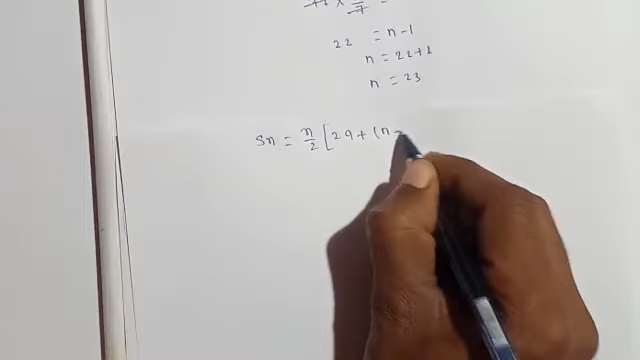 22 = n-1
n = 22+1
n = 23
Sn = n/2 [2a + (n-